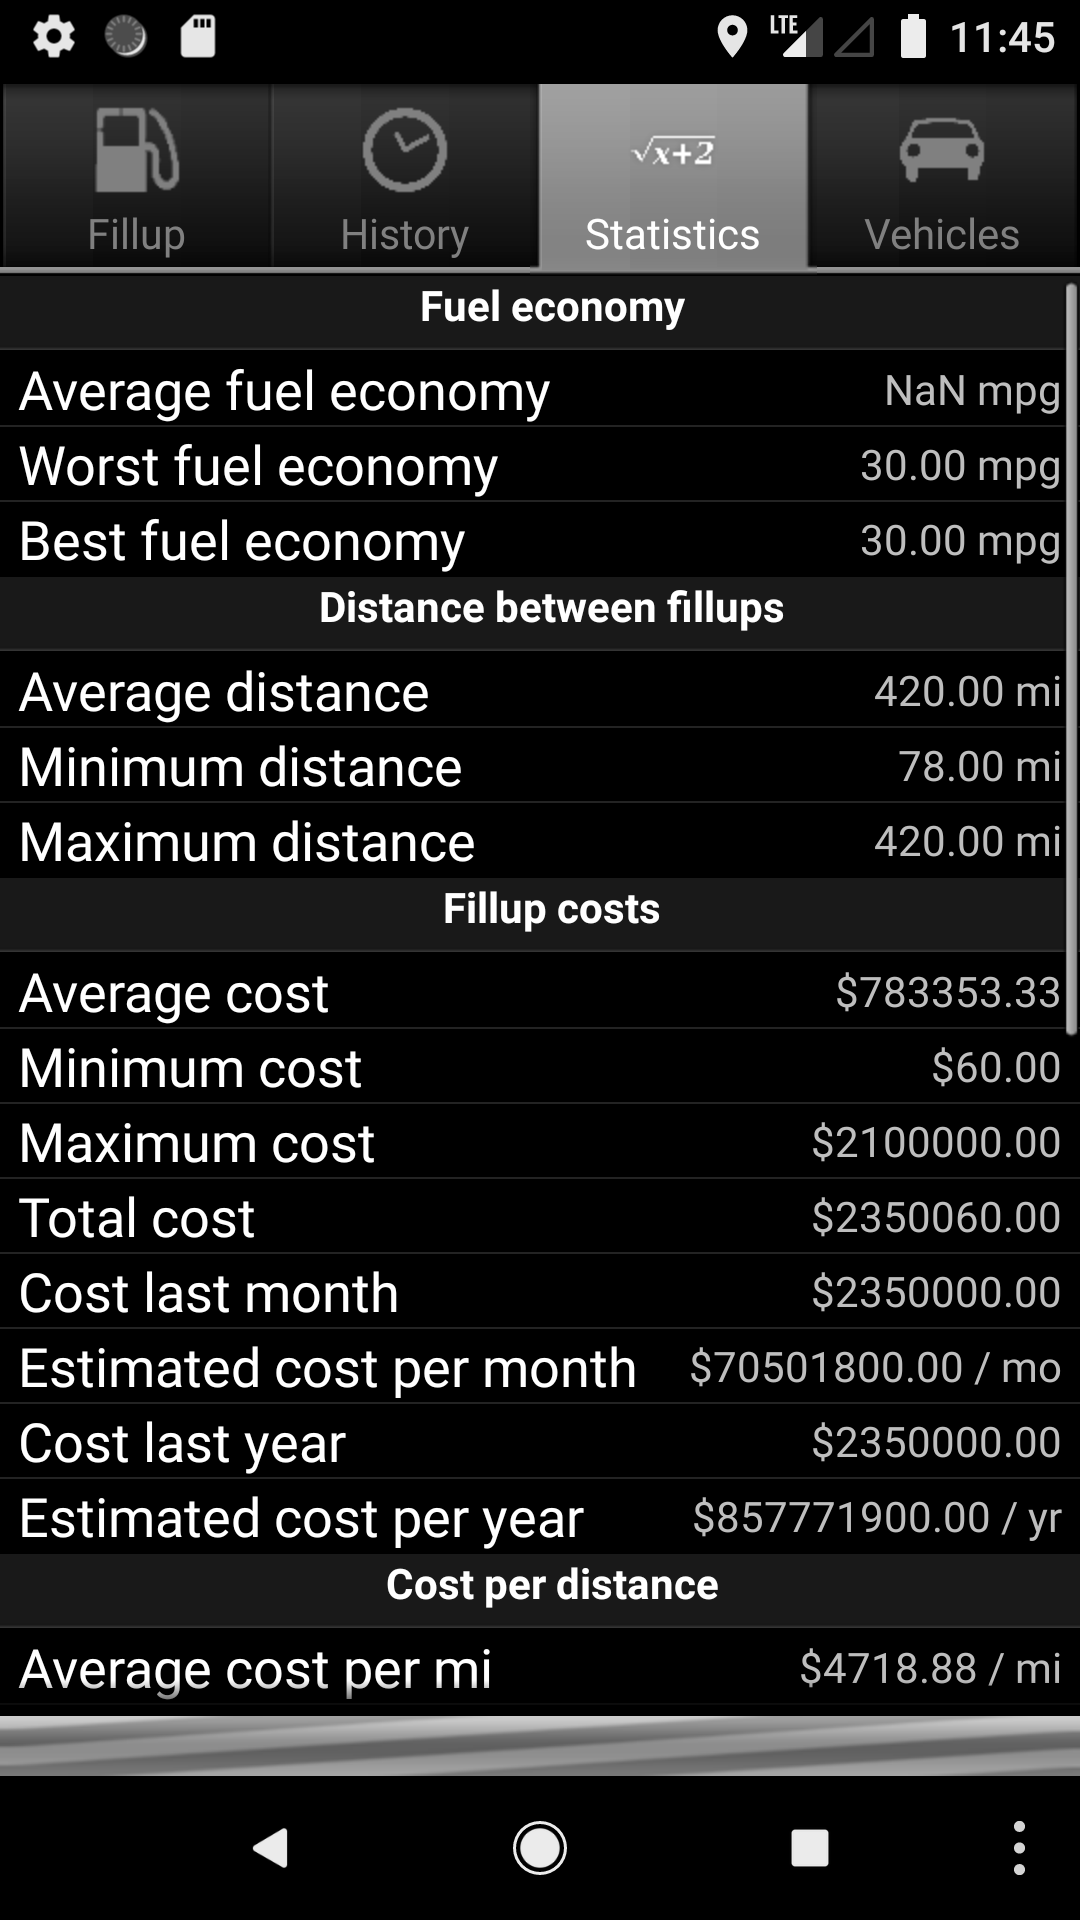 LTE 11:45
√x+2
Fillup History Statistics Vehicles
Fuel economy
Average fuel economy NaN mpg
Worst fuel economy 30.00 mpg
Best fuel economy 30.00 mpg
Distance between fillups
Average distance 420.00 mi
Minimum distance 78.00 mi
Maximum distance 420.00 mi
Fillup costs
Average cost $783353.33
Minimum cost $60.00
Maximum cost $2100000.00
Total cost $2350060.00
Cost last month $2350000.00
Estimated cost per month $70501800.00 / mo
Cost last year $2350000.00
Estimated cost per year $857771900.00 / yr
Cost per distance
Average cost per mi $4718.88 / mi